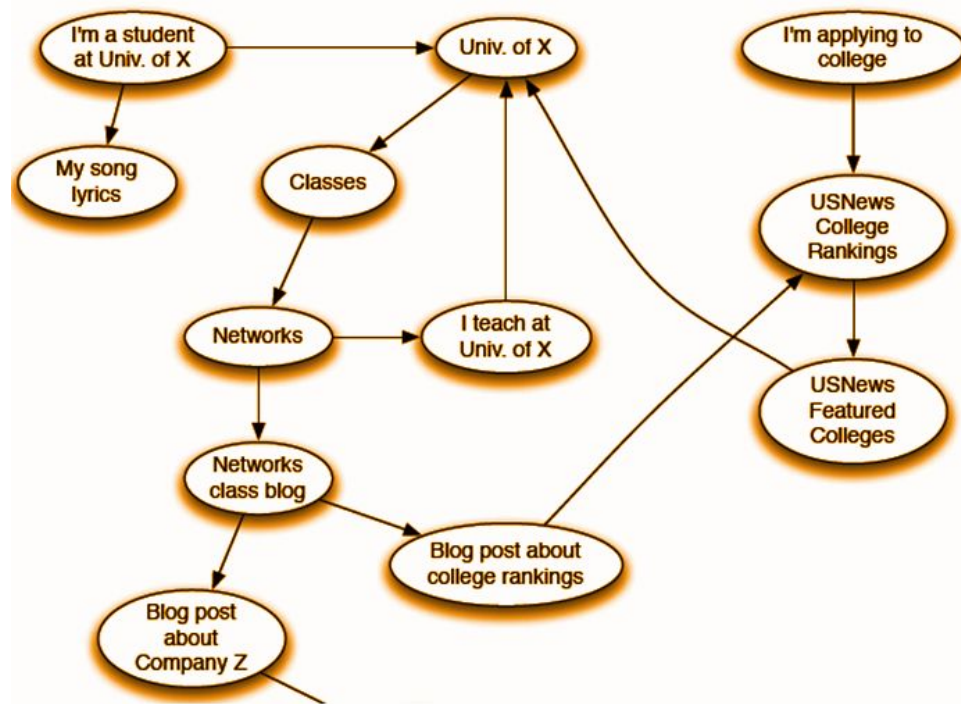 I'm a student
at Univ. of X
Univ. of X
I'm applying to
college
My song
lyrics
Classes
USNews
College
Rankings
Networks
I teach at
Univ. of X
USNews
Featured
Colleges
Networks
class blog
Blog post about
college rankings
Blog post
about
Company Z